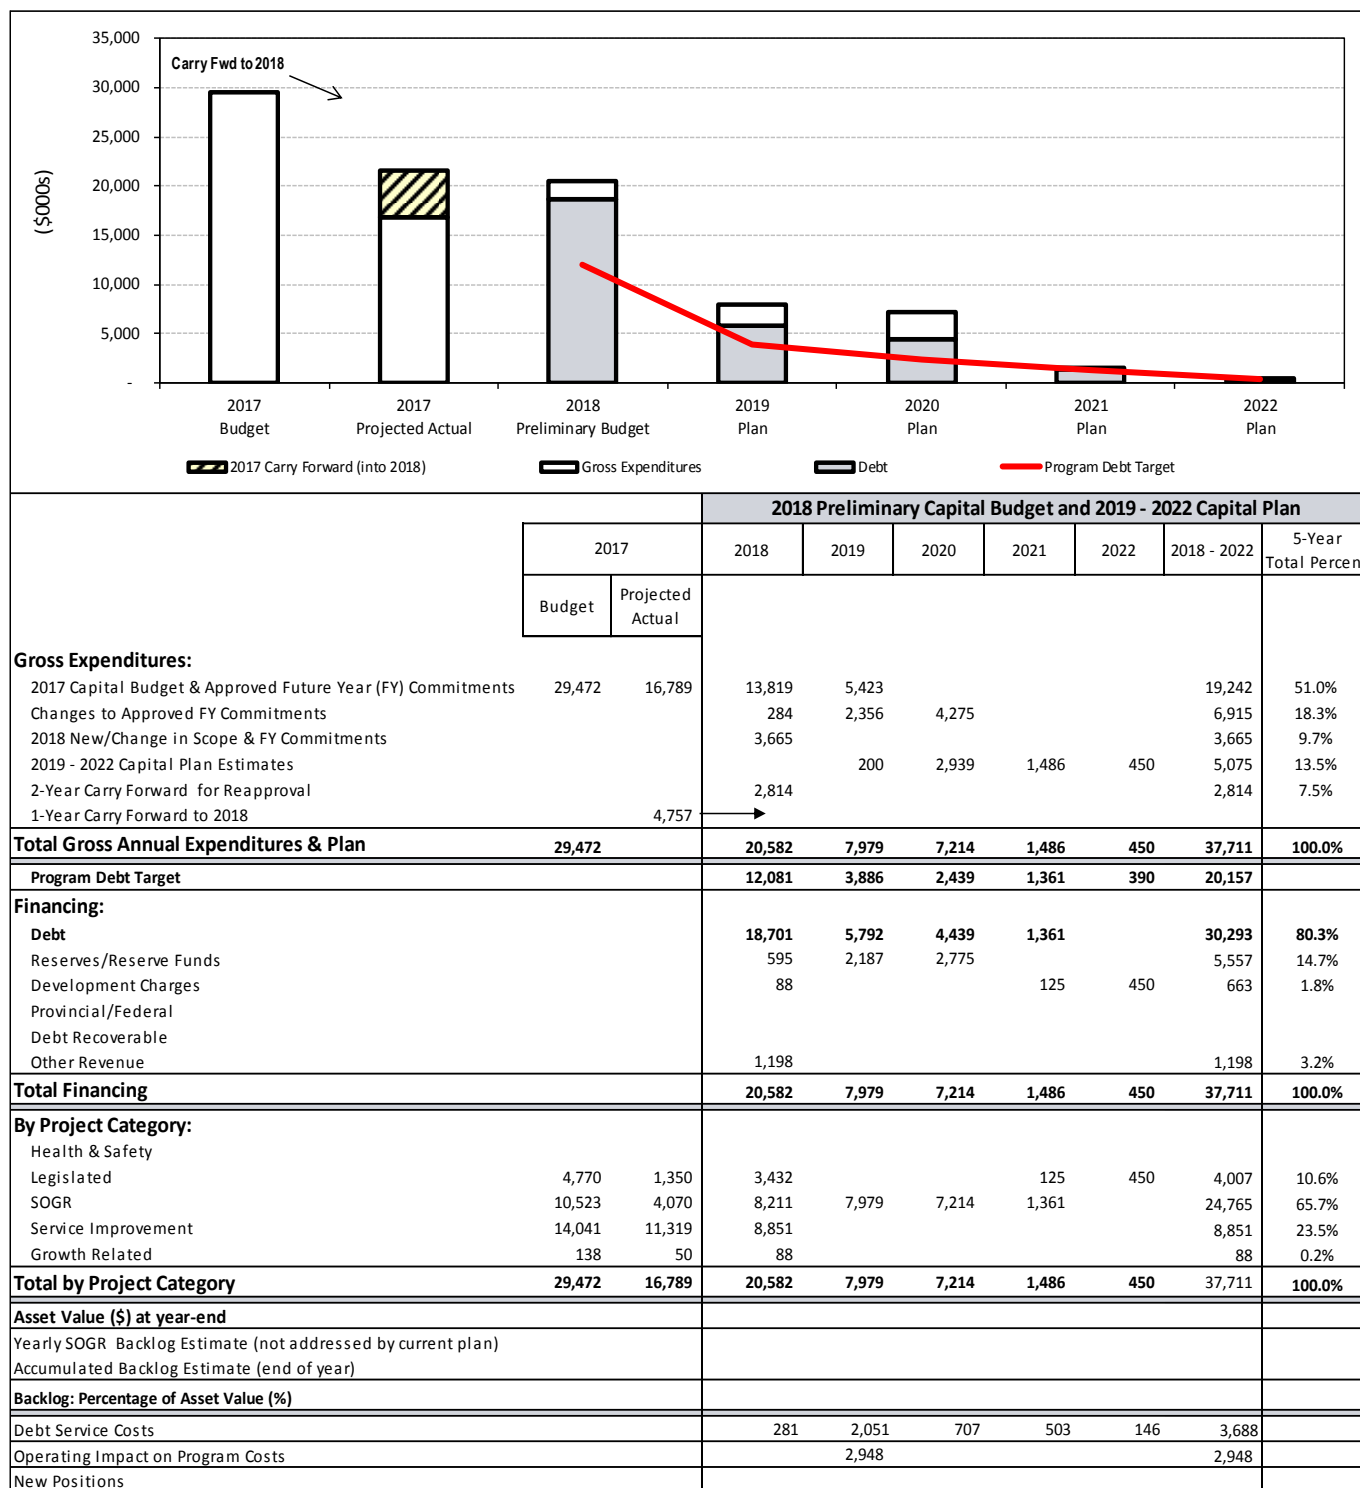 35,000
Carry Fwd to 2018
30,000
25,000
20,000
15,000
10,000
5,000
-
($000s)
2017 2017 2018 2019 2020 2021 2022
Budget Projected Actual Preliminary Budget Plan Plan Plan Plan
2017 Carry Forward (into 2018) Gross Expenditures Debt Program Debt Target
2018 Preliminary Capital Budget and 2019 - 2022 Capital Plan
2017 2018 2019 2020 2021 2022 2018 - 2022 5-Year
Total Percen
Budget Projected
Actual
Gross Expenditures:
2017 Capital Budget & Approved Future Year (FY) Commitments 29,472 16,789 13,819 5,423 19,242 51.0%
Changes to Approved FY Commitments 284 2,356 4,275 6,915 18.3%
2018 New/Change in Scope & FY Commitments 3,665 3,665 9.7%
2019 - 2022 Capital Plan Estimates 200 2,939 1,486 450 5,075 13.5%
2-Year Carry Forward for Reapproval 2,814 2,814 7.5%
1-Year Carry Forward to 2018 4,757
Total Gross Annual Expenditures & Plan 29,472 20,582 7,979 7,214 1,486 450 37,711 100.0%
Program Debt Target 12,081 3,886 2,439 1,361 390 20,157
Financing:
Debt 18,701 5,792 4,439 1,361 30,293 80.3%
Reserves/Reserve Funds 595 2,187 2,775 5,557 14.7%
Development Charges 88 125 450 663 1.8%
Provincial/Federal
Debt Recoverable
Other Revenue 1,198 1,198 3.2%
Total Financing 20,582 7,979 7,214 1,486 450 37,711 100.0%
By Project Category:
Health & Safety
Legislated 4,770 1,350 3,432 125 450 4,007 10.6%
SOGR 10,523 4,070 8,211 7,979 7,214 1,361 24,765 65.7%
Service Improvement 14,041 11,319 8,851 8,851 23.5%
Growth Related 138 50 88 88 0.2%
Total by Project Category 29,472 16,789 20,582 7,979 7,214 1,486 450 37,711 100.0%
Asset Value ($) at year-end
Yearly SOGR Backlog Estimate (not addressed by current plan)
Accumulated Backlog Estimate (end of year)
Backlog: Percentage of Asset Value (%)
Debt Service Costs 281 2,051 707 503 146 3,688
Operating Impact on Program Costs 2,948 2,948
New Positions